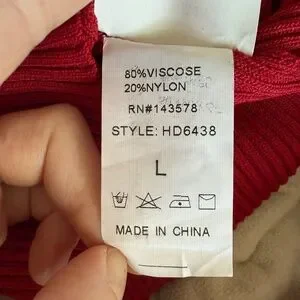 80%VISCOSE
20%NYLON
RN#143578
STYLE: HD6438
L
MADE IN CHINA